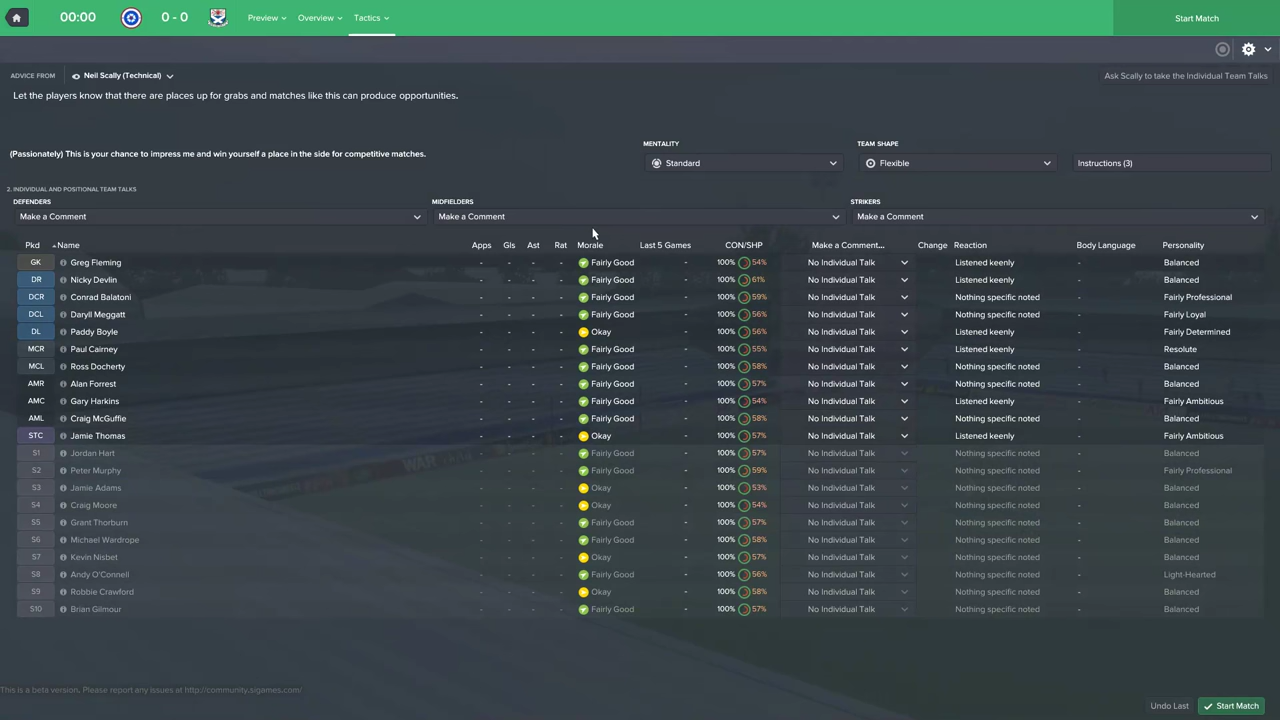 00:00 0 - 0 Preview Overview Tactics Start Match
ADVICE FROM Neil Scally (Technical) Ask Scally to take the Individual Team Talks
Let the players know that there are places up for grabs and matches like this can produce opportunities.
MENTALITY TEAM SHAPE
(Passionately) This is your chance to impress me and win yourself a place in the side for competitive matches. Standard Flexible Instructions (3)
2. INDIVIDUAL AND POSITIONAL TEAM TALKS
DEFENDERS MIDFIELDERS STRIKERS
Make a Comment Make a Comment Make a Comment
Pkd Name Apps Gls Ast Rat Morale Last 5 Games CON/SHP Make a Comment... Change Reaction Body Language Personality
GK Greg Fleming - - - - Fairly Good - 100% 54% No Individual Talk Listened keenly - Balanced
DR Nicky Devlin - - - - Fairly Good - 100% 61% No Individual Talk Listened keenly - Balanced
DCR Conrad Balatoni - - - - Fairly Good - 100% 59% No Individual Talk Nothing specific noted - Fairly Professional
DCL Daryll Meggatt - - - - Fairly Good - 100% 56% No Individual Talk Nothing specific noted - Fairly Loyal
DL Paddy Boyle - - - - Okay - 100% 56% No Individual Talk Listened keenly - Fairly Determined
MCR Paul Cairney - - - - Fairly Good - 100% 55% No Individual Talk Listened keenly - Resolute
MCL Ross Docherty - - - - Fairly Good - 100% 58% No Individual Talk Nothing specific noted - Balanced
AMR Alan Forrest - - - - Fairly Good - 100% 57% No Individual Talk Nothing specific noted - Balanced
AMC Gary Harkins - - - - Fairly Good - 100% 54% No Individual Talk Listened keenly - Fairly Ambitious
AML Craig McGuffie - - - - Fairly Good - 100% 58% No Individual Talk Nothing specific noted - Balanced
STC Jamie Thomas - - - - Okay - 100% 57% No Individual Talk Listened keenly - Fairly Ambitious
S1 Jordan Hart - - - - Fairly Good - 100% 57% No Individual Talk Nothing specific noted - Balanced
S2 Peter Murphy - - - - Fairly Good - 100% 59% No Individual Talk Nothing specific noted - Fairly Professional
S3 Jamie Adams - - - - Okay - 100% 53% No Individual Talk Nothing specific noted - Balanced
S4 Craig Moore - - - - Okay - 100% 54% No Individual Talk Nothing specific noted - Balanced
S5 Grant Thorburn - - - - Fairly Good - 100% 57% No Individual Talk Nothing specific noted - Balanced
S6 Michael Wardrope - - - - Fairly Good - 100% 58% No Individual Talk Nothing specific noted - Balanced
S7 Kevin Nisbet - - - - Okay - 100% 57% No Individual Talk Nothing specific noted - Balanced
S8 Andy O'Connell - - - - Fairly Good - 100% 56% No Individual Talk Nothing specific noted - Light-Hearted
S9 Robbie Crawford - - - - Okay - 100% 58% No Individual Talk Nothing specific noted - Balanced
S10 Brian Gilmour - - - - Fairly Good - 100% 57% No Individual Talk Nothing specific noted - Balanced
This is a beta version. Please report any issues at http://community.sigames.com/
Undo Last Start Match